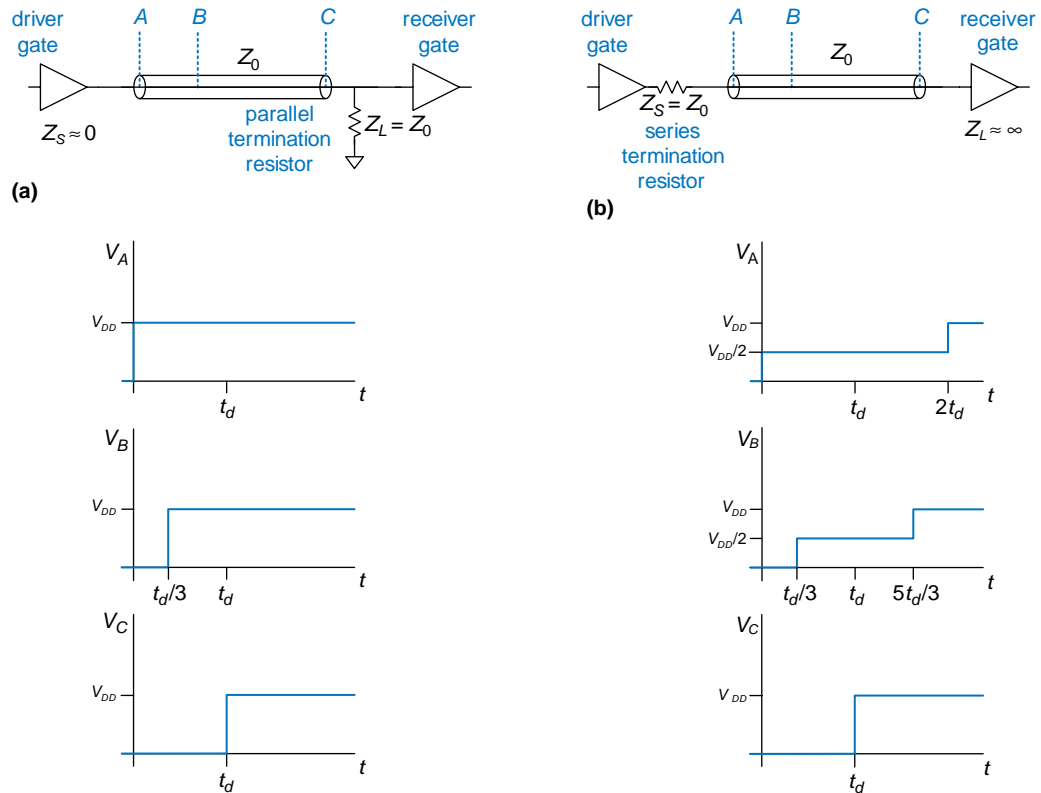 driver gate
A B C
receiver gate
Z0
ZS ≈ 0
parallel termination resistor
ZL = Z0
(a)
VA
VDD
td
t
VB
VDD
td/3 td
t
VC
VDD
td
t
driver gate
A B C
receiver gate
Z0
ZS = Z0
series termination resistor
ZL ≈ ∞
(b)
VA
VDD
VDD/2
td 2td
t
VB
VDD
VDD/2
td/3 td 5td/3
t
VC
VDD
td
t